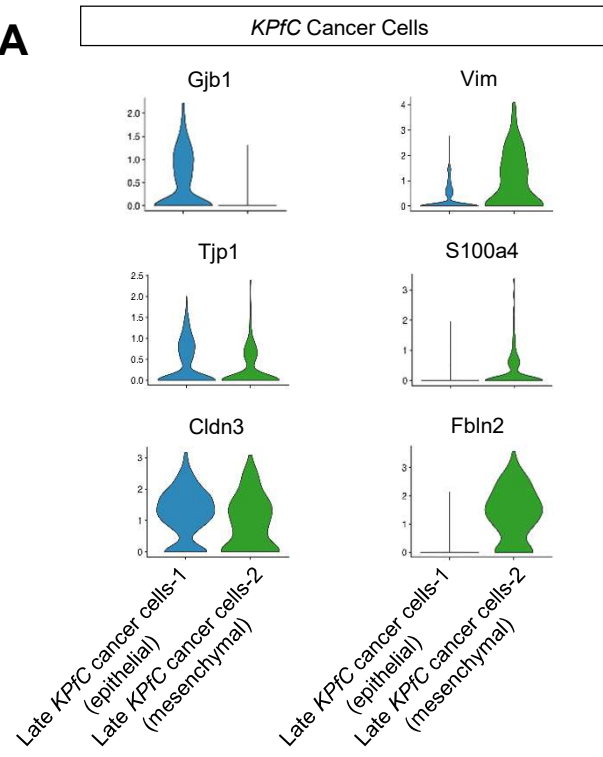 A
KPfC Cancer Cells
Gjb1
2.0
1.5
1.0
0.5
0.0
Vim
4
3
2
1
0
Tjp1
2.5
2.0
1.5
1.0
0.5
0.0
S100a4
3
2
1
0
Cldn3
3
2
1
0
Fbln2
3
2
1
0
Late KPfC cancer cells-1
(epithelial)
Late KPfC cancer cells-2
(mesenchymal)
Late KPfC cancer cells-1
(epithelial)
Late KPfC cancer cells-2
(mesenchymal)